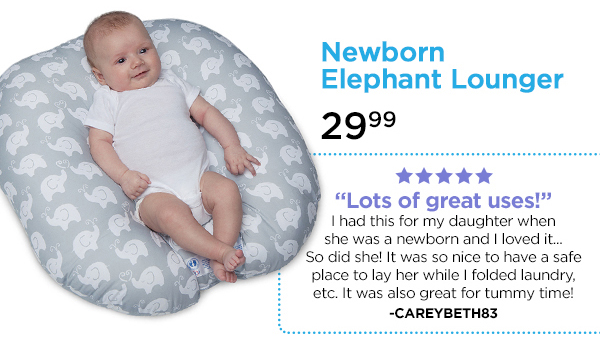 Newborn
Elephant Lounger
29⁹⁹
“Lots of great uses!”
I had this for my daughter when
she was a newborn and I loved it...
So did she! It was so nice to have a safe
place to lay her while I folded laundry,
etc. It was also great for tummy time!
-CAREYBETH83